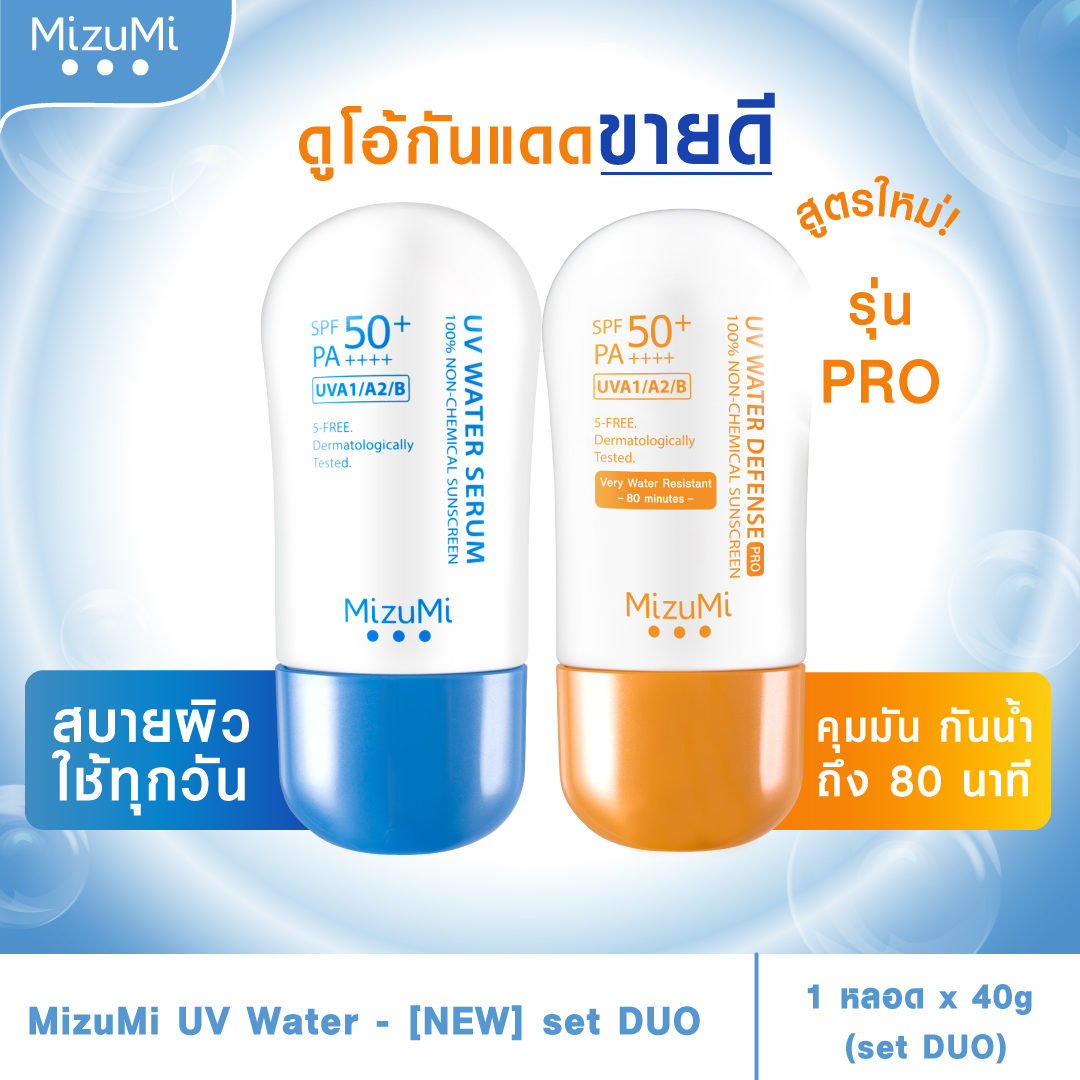 MizuMi
ดูโอ้กันแดดขายดี
สูตรใหม่!
รุ่น
PRO
SPF 50+
PA ++++
UVA1/A2/B
5-FREE.
Dermatologically
Tested.
UV WATER SERUM
100% NON-CHEMICAL SUNSCREEN
MizuMi
SPF 50+
PA ++++
UVA1/A2/B
5-FREE.
Dermatologically
Tested.
Very Water Resistant
- 80 minutes -
UV WATER DEFENSE PRO
100% NON-CHEMICAL SUNSCREEN
MizuMi
สบายผิว
ใช้ทุกวัน
คุมมัน กันน้ำ
ถึง 80 นาที
MizuMi UV Water - [NEW] set DUO
1 หลอด x 40g
(set DUO)